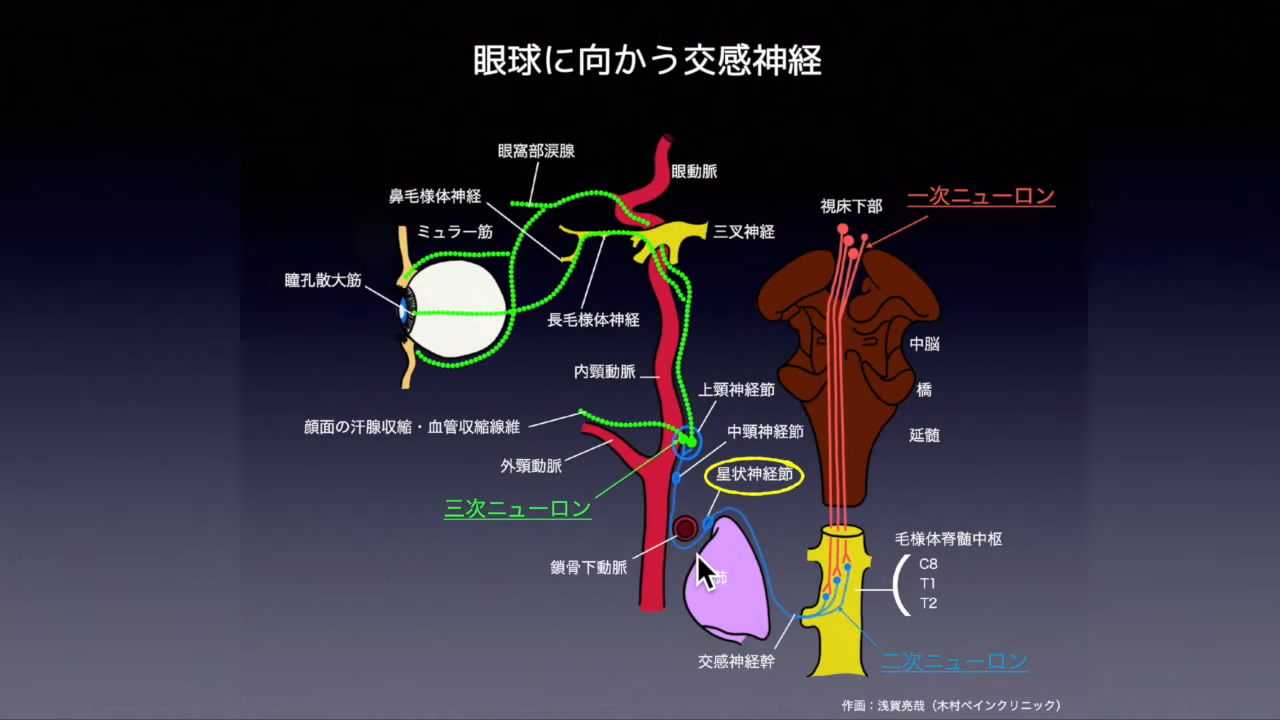 眼球に向かう交感神経
眼窩部涙腺
眼動脈
鼻毛様体神経
一次ニューロン
視床下部
ミュラー筋
三叉神経
瞳孔散大筋
長毛様体神経
中脳
内頸動脈
上頸神経節
橋
顔面の汗腺収縮・血管収縮線維
中頸神経節
延髄
外頸動脈
星状神経節
三次ニューロン
毛様体脊髄中枢
鎖骨下動脈
C8
肺
T1
T2
交感神経幹
二次ニューロン
作画：浅賀亮哉（木村ペインクリニック）